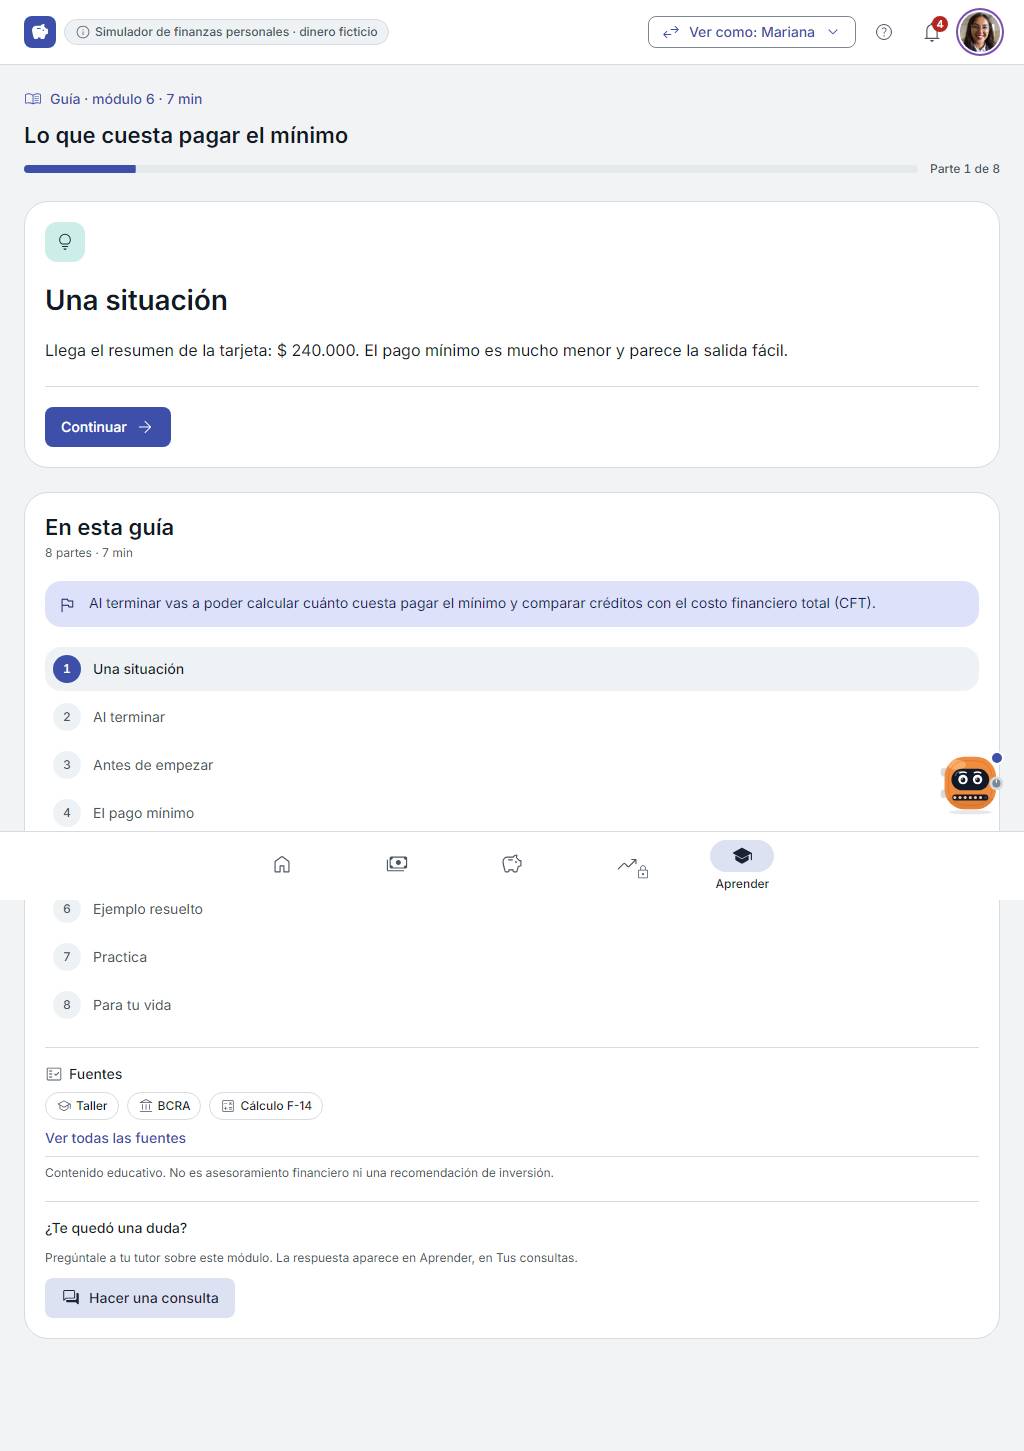 Simulador de finanzas personales · dinero ficticio
Ver como: Mariana
4
Guía · módulo 6 · 7 min
Lo que cuesta pagar el mínimo
Parte 1 de 8
Una situación
Llega el resumen de la tarjeta: $ 240.000. El pago mínimo es mucho menor y parece la salida fácil.
Continuar
En esta guía
8 partes · 7 min
Al terminar vas a poder calcular cuánto cuesta pagar el mínimo y comparar créditos con el costo financiero total (CFT).
1 Una situación
2 Al terminar
3 Antes de empezar
4 El pago mínimo
Aprender
6 Ejemplo resuelto
7 Practica
8 Para tu vida
Fuentes
Taller
BCRA
Cálculo F-14
Ver todas las fuentes
Contenido educativo. No es asesoramiento financiero ni una recomendación de inversión.
¿Te quedó una duda?
Pregúntale a tu tutor sobre este módulo. La respuesta aparece en Aprender, en Tus consultas.
Hacer una consulta